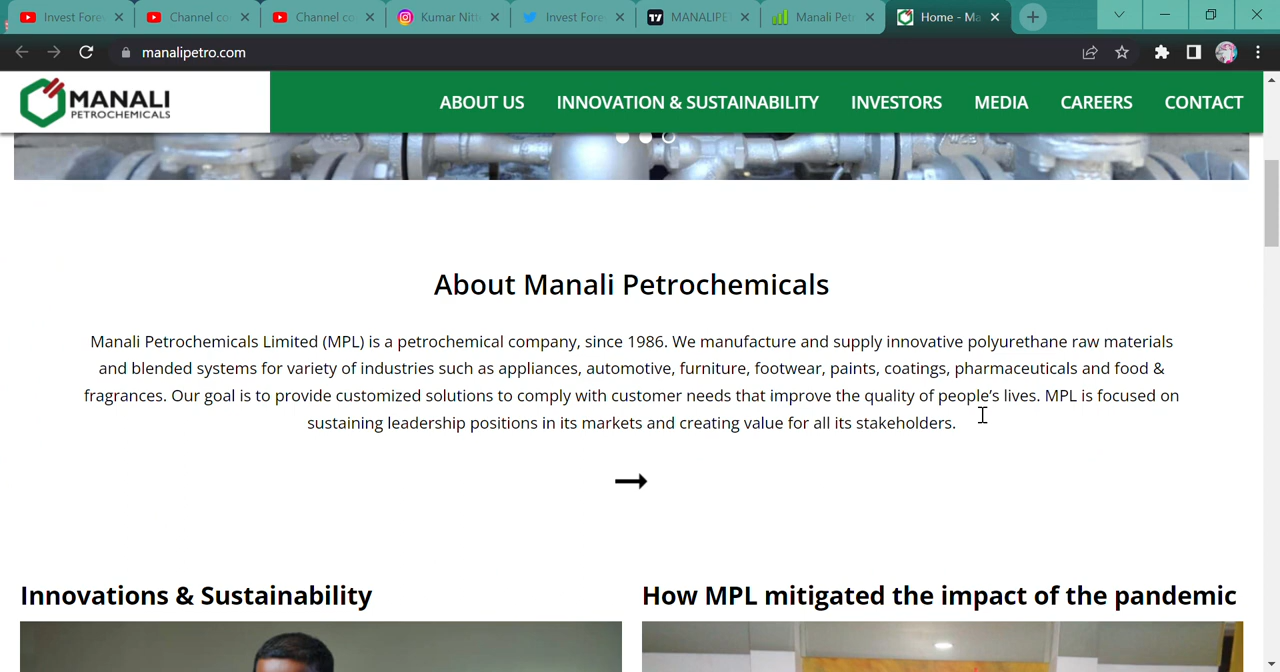 Invest Fore
Channel co
Channel co
Kumar Nitt
Invest Fore
MANALIPE
Manali Pet
Home - Ma
manalipetro.com
MANALI
PETROCHEMICALS
ABOUT US
INNOVATION & SUSTAINABILITY
INVESTORS
MEDIA
CAREERS
CONTACT
About Manali Petrochemicals
Manali Petrochemicals Limited (MPL) is a petrochemical company, since 1986. We manufacture and supply innovative polyurethane raw materials
and blended systems for variety of industries such as appliances, automotive, furniture, footwear, paints, coatings, pharmaceuticals and food &
fragrances. Our goal is to provide customized solutions to comply with customer needs that improve the quality of people's lives. MPL is focused on
sustaining leadership positions in its markets and creating value for all its stakeholders.
Innovations & Sustainability
How MPL mitigated the impact of the pandemic